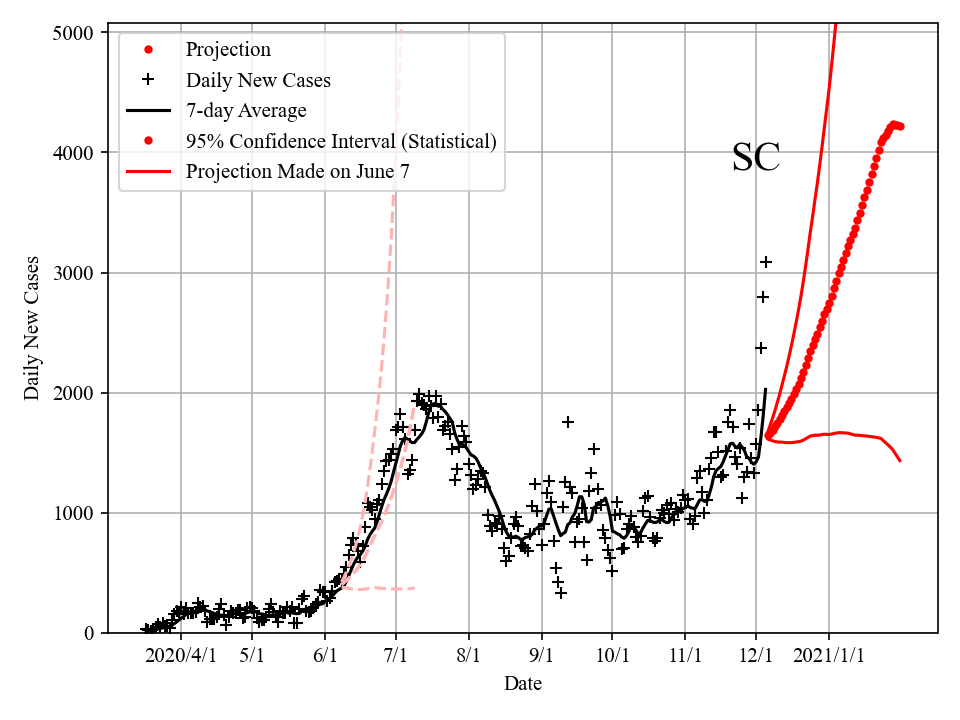 5000
4000
3000
2000
1000
0
Daily New Cases
Projection
Daily New Cases
7-day Average
95% Confidence Interval (Statistical)
Projection Made on June 7
SC
2020/4/1 5/1 6/1 7/1 8/1 9/1 10/1 11/1 12/1 2021/1/1
Date